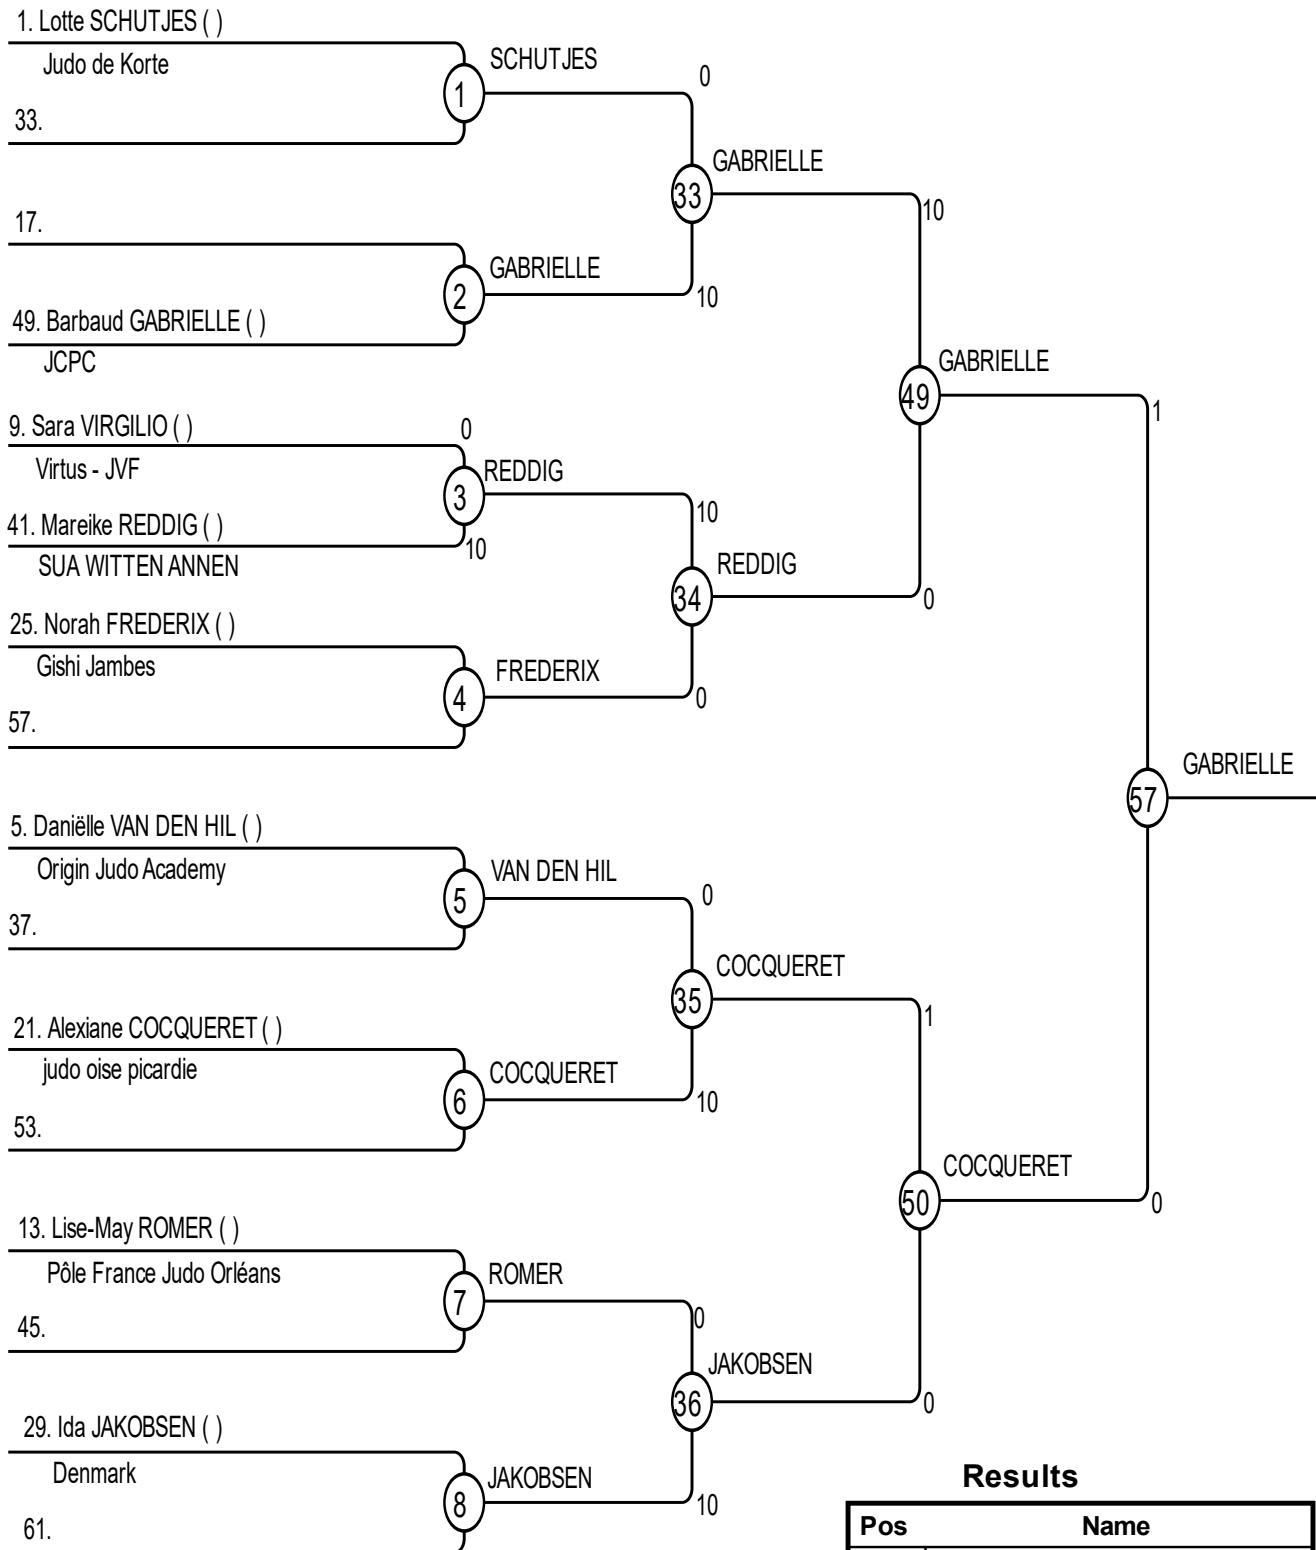 1. Lotte SCHUTJES ( )
Judo de Korte
33.
1
SCHUTJES
0
17.
49. Barbaud GABRIELLE ( )
JCPC
2
GABRIELLE
10
33
GABRIELLE
10
9. Sara VIRGILIO ( )
0
Virtus - JVF
41. Mareike REDDIG ( )
10
SUA WITTEN ANNEN
3
REDDIG
10
25. Norah FREDERIX ( )
Gishi Jambes
57.
4
FREDERIX
0
34
REDDIG
0
49
GABRIELLE
1
5. Daniëlle VAN DEN HIL ( )
Origin Judo Academy
37.
5
VAN DEN HIL
0
21. Alexiane COCQUERET ( )
judo oise picardie
53.
6
COCQUERET
10
35
COCQUERET
1
13. Lise-May ROMER ( )
Pôle France Judo Orléans
45.
7
ROMER
0
29. Ida JAKOBSEN ( )
Denmark
61.
8
JAKOBSEN
10
36
JAKOBSEN
0
50
COCQUERET
0
57
GABRIELLE
Results
Pos Name